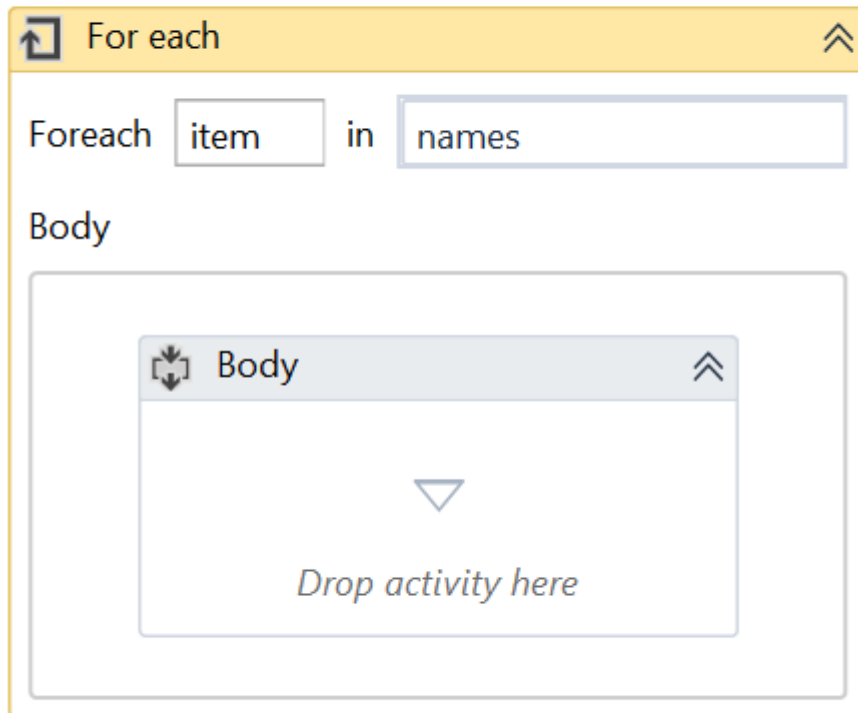 For each
Foreach item in names
Body
Body
Drop activity here